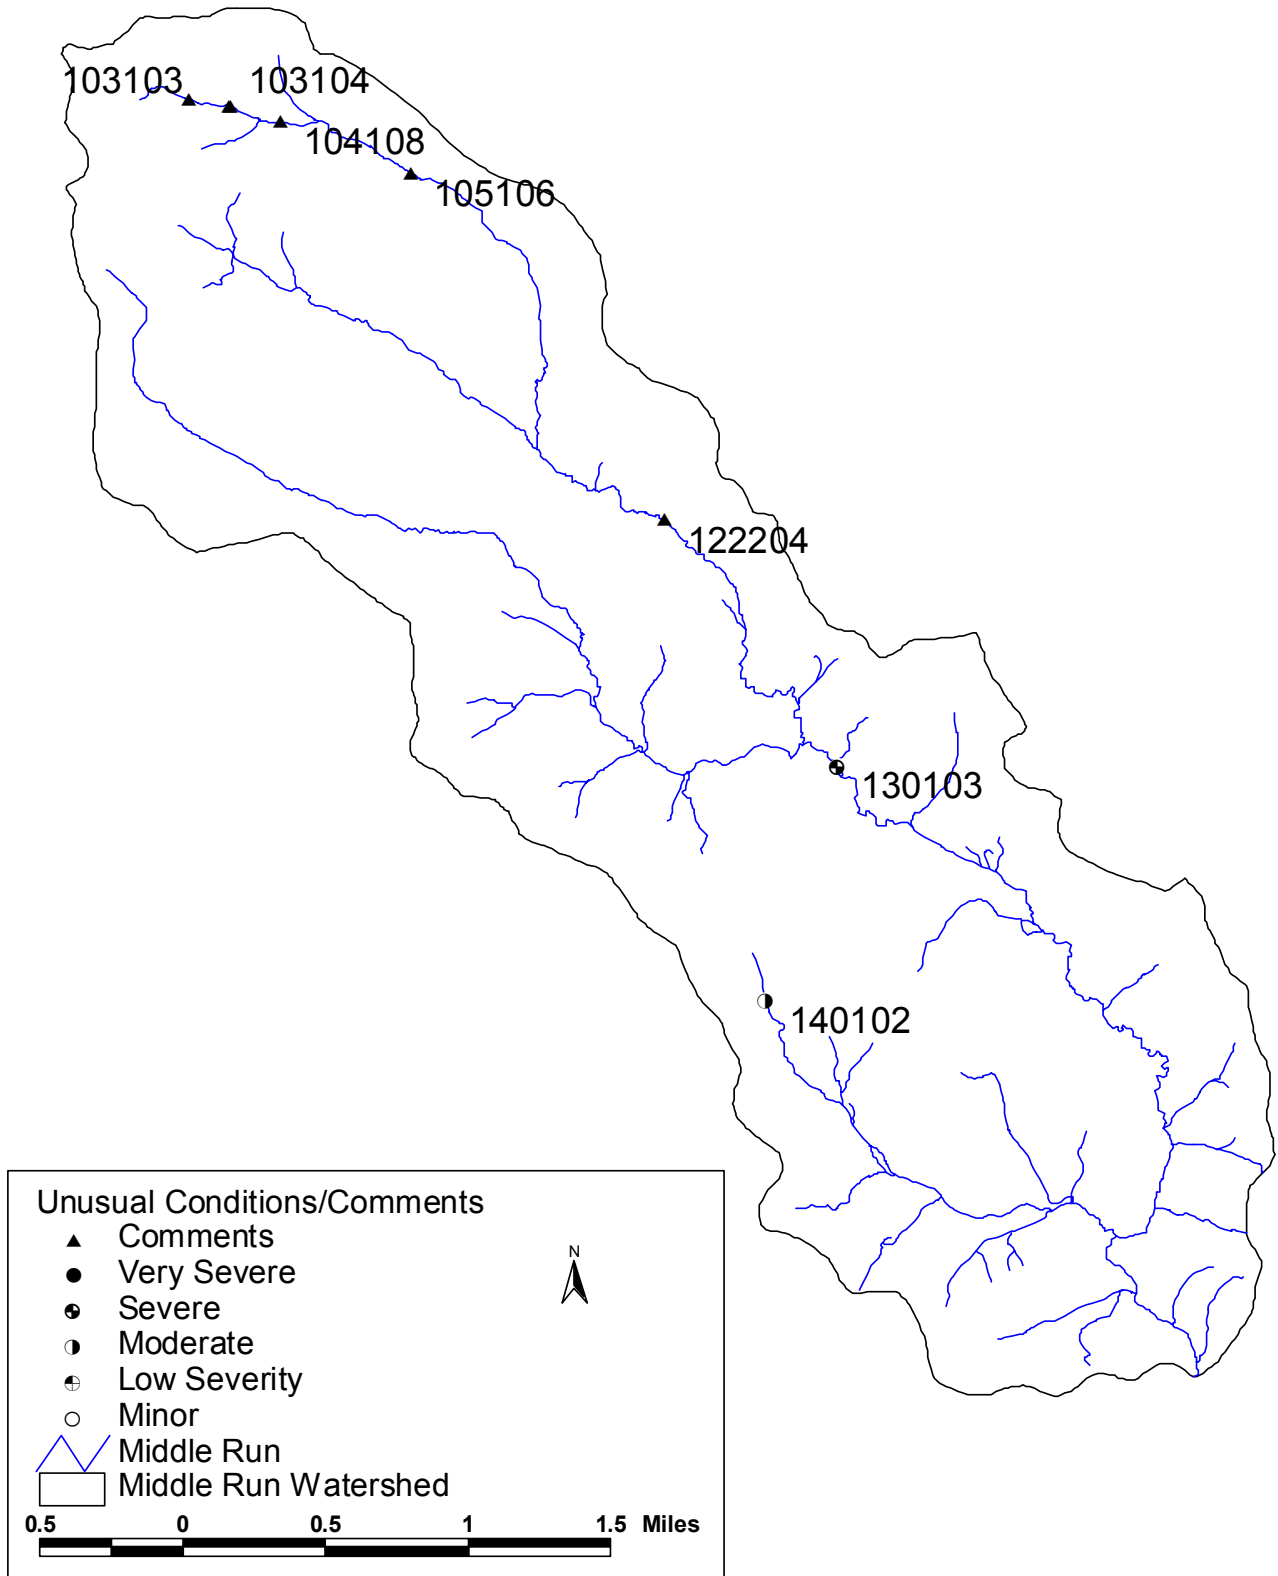 103103
103104
104108
105106
122204
130103
140102
Unusual Conditions/Comments
Comments
Very Severe
Severe
Moderate
Low Severity
Minor
Middle Run
Middle Run Watershed
N
0.5 0 0.5 1 1.5 Miles